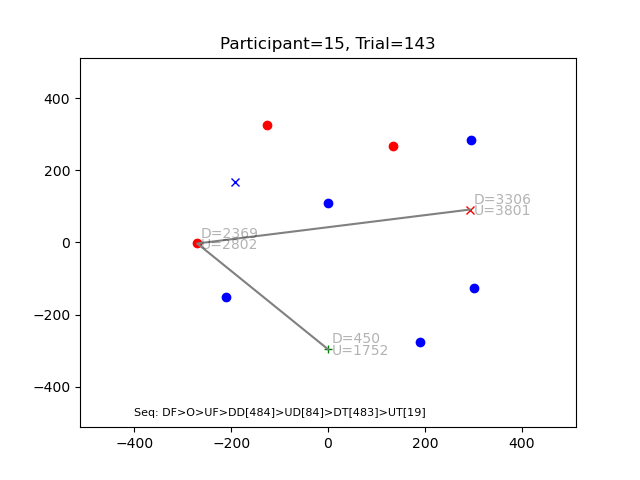 Participant=15, Trial=143
400
200
0
−200
−400
D=3306
U=3801
D=2369
U=2802
D=450
U=1752
Seq: DF>O>UF>DD[484]>UD[84]>DT[483]>UT[19]
−400 −200 0 200 400